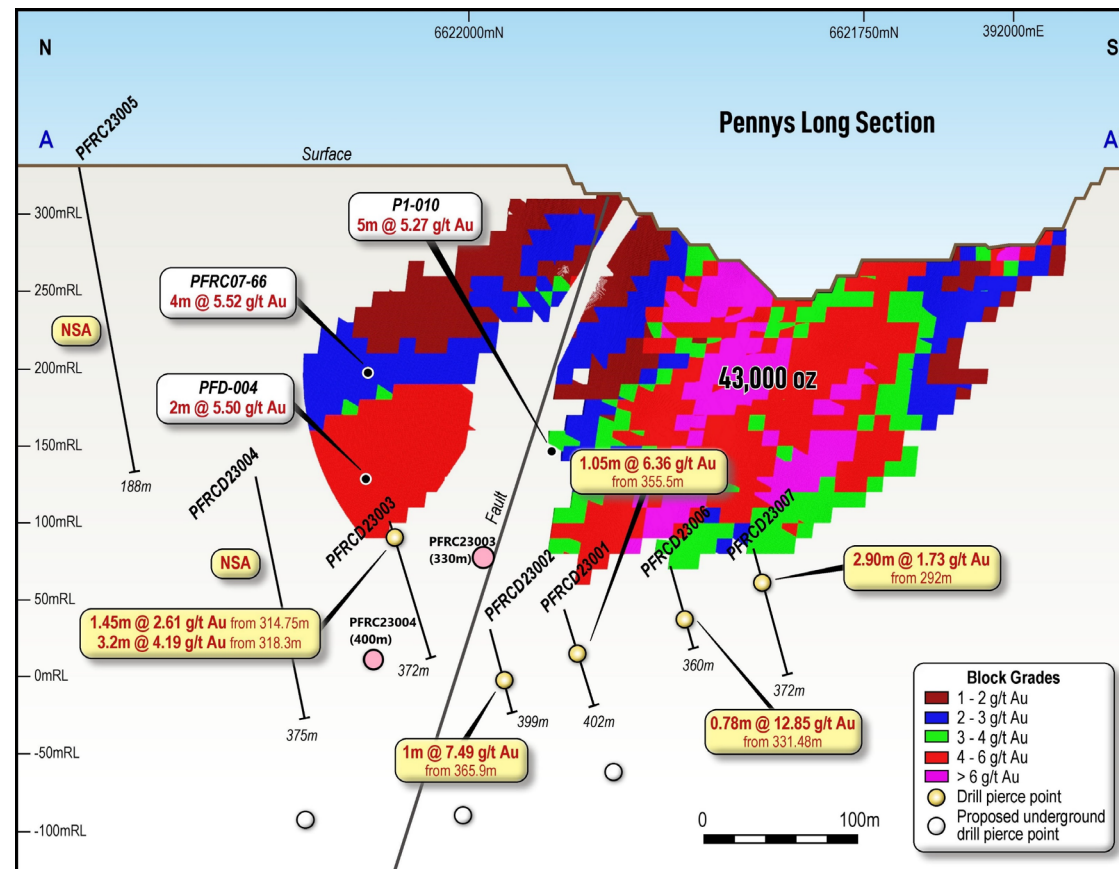 6622000mN
6621750mN
392000mE
N
S
Pennys Long Section
A
A
PFRC23005
Surface
300mRL
250mRL
200mRL
150mRL
100mRL
50mRL
0mRL
-50mRL
-100mRL
P1-010
5m @ 5.27 g/t Au
PFRC07-66
4m @ 5.52 g/t Au
NSA
43,000 oz
PFD-004
2m @ 5.50 g/t Au
188m
PFRCD23004
1.05m @ 6.36 g/t Au
from 355.5m
PFRCD23003
Fault
PFRC23003
(330m)
PFRCD23002
PFRCD23001
PFRCD23006
PFRCD23007
NSA
2.90m @ 1.73 g/t Au
from 292m
1.45m @ 2.61 g/t Au from 314.75m
3.2m @ 4.19 g/t Au from 318.3m
PFRC23004
(400m)
372m
360m
372m
375m
399m
402m
0.78m @ 12.85 g/t Au
from 331.48m
1m @ 7.49 g/t Au
from 365.9m
Block Grades
1 - 2 g/t Au
2 - 3 g/t Au
3 - 4 g/t Au
4 - 6 g/t Au
> 6 g/t Au
Drill pierce point
Proposed underground
drill pierce point
0
100m